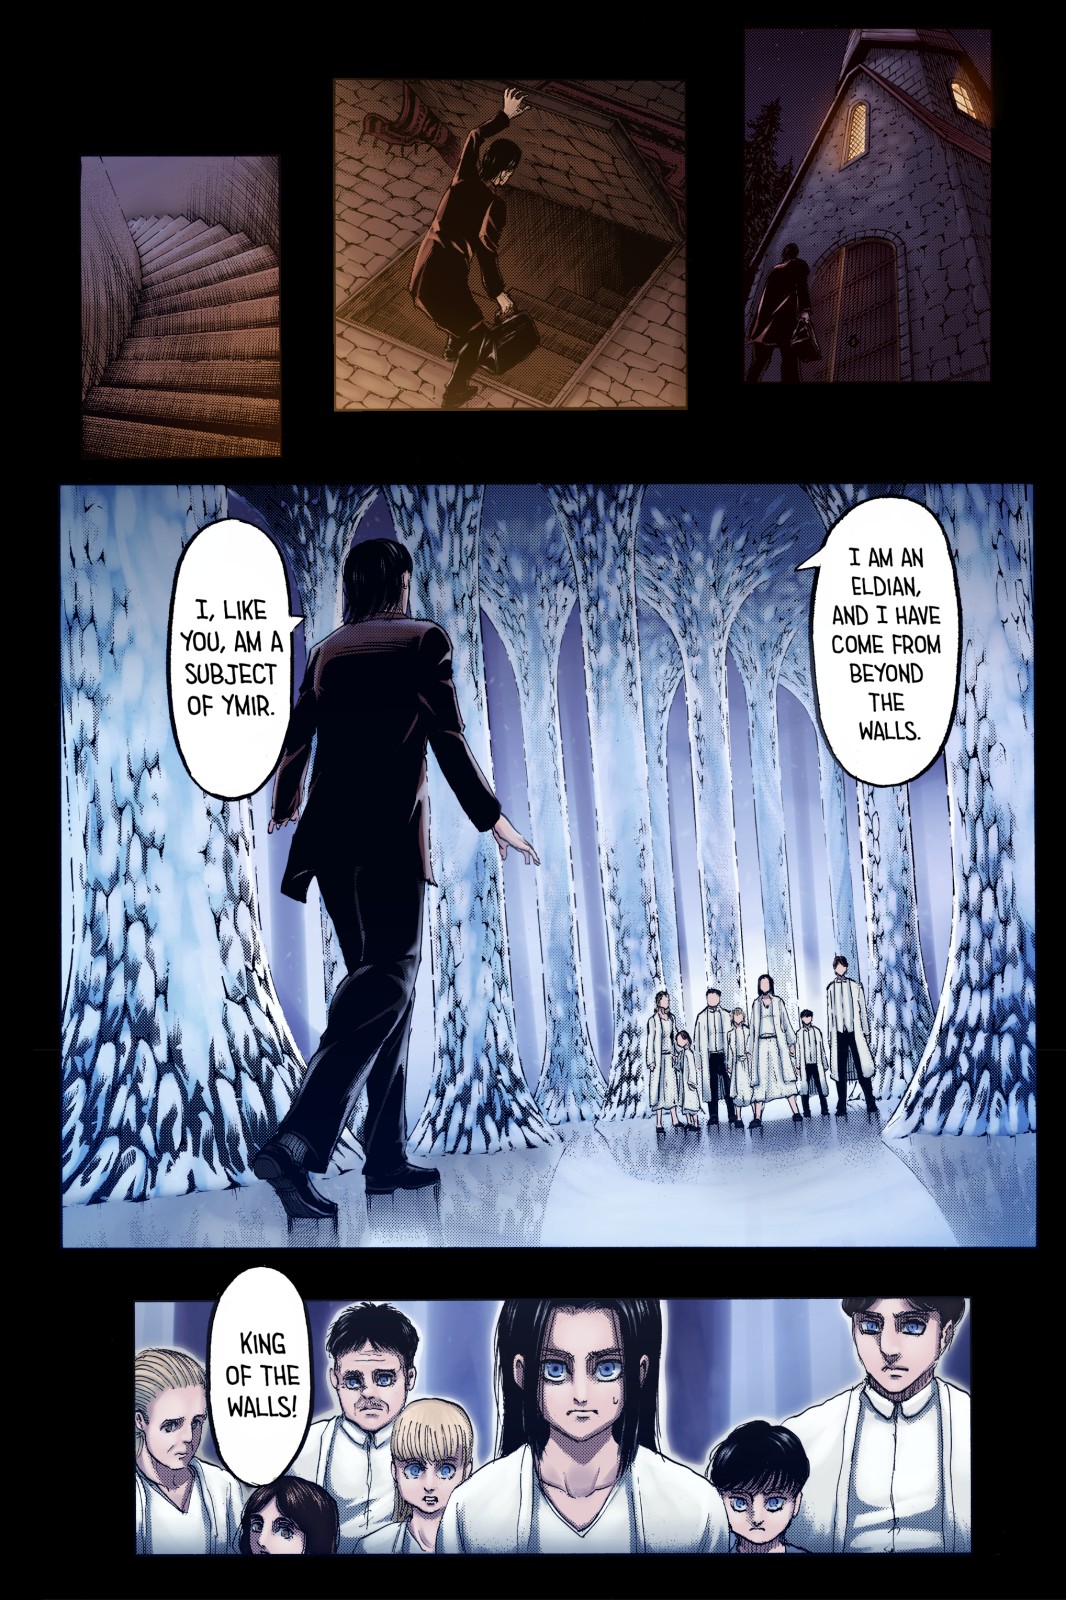 I AM AN
ELDIAN,
AND I HAVE
COME FROM
BEYOND
THE
WALLS.
I, LIKE
YOU, AM A
SUBJECT
OF YMIR.
KING
OF THE
WALLS!